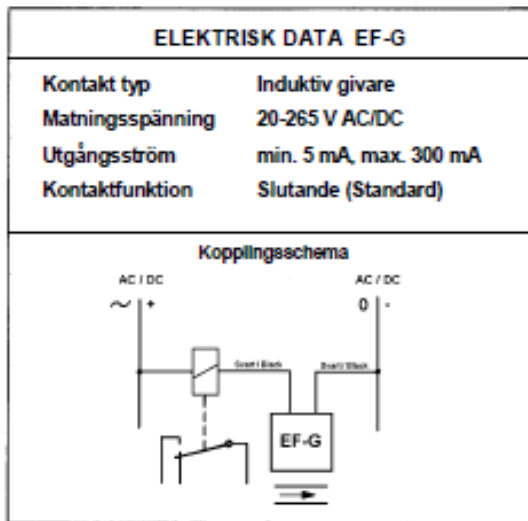 ELEKTRISK DATA EF-G
Kontakt typ Induktiv givare
Matningsspänning 20-265 V AC/DC
Utgångsström min. 5 mA, max. 300 mA
Kontaktfunktion Slutande (Standard)
Kopplingsschema
AC / DC AC / DC
~ + 0 -
Svart / Black Svart / Black
EF-G